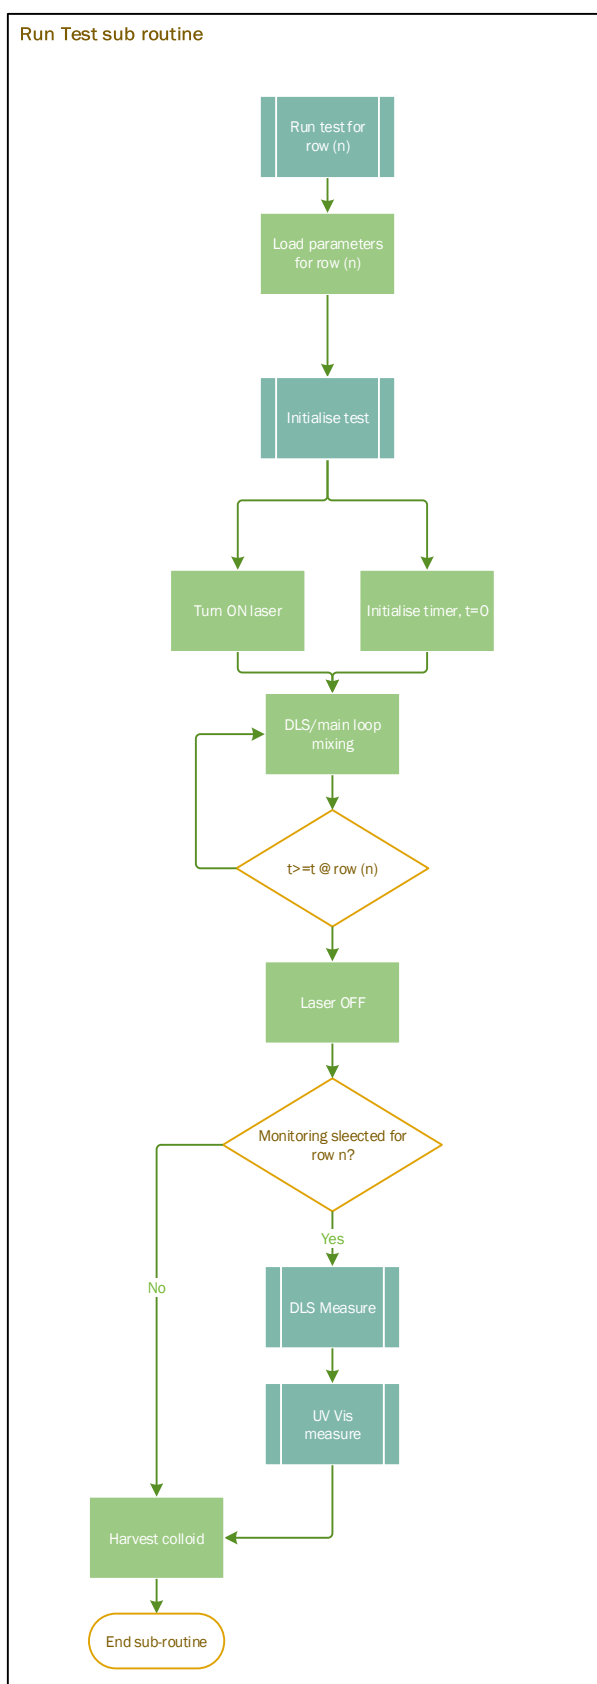 Run Test sub routine
Run test for
row (n)
Load parameters
for row (n)
Initialise test
Turn ON laser
Initialise timer, t=0
DLS/main loop
mixing
t>=t @ row (n)
Laser OFF
Monitoring sleected for
row n?
Yes
No
DLS Measure
UV Vis
measure
Harvest colloid
End sub-routine